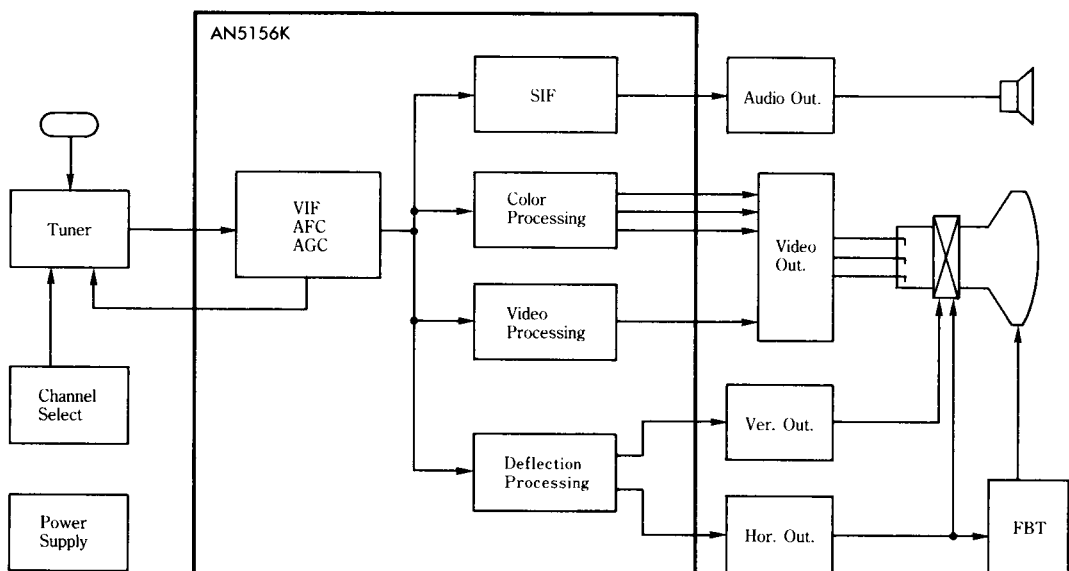 AN5156K
SIF
Audio Out.
Tuner
VIF
AFC
AGC
Color
Processing
Video
Out.
Video
Processing
Channel
Select
Ver. Out.
Deflection
Processing
Power
Supply
Hor. Out.
FBT